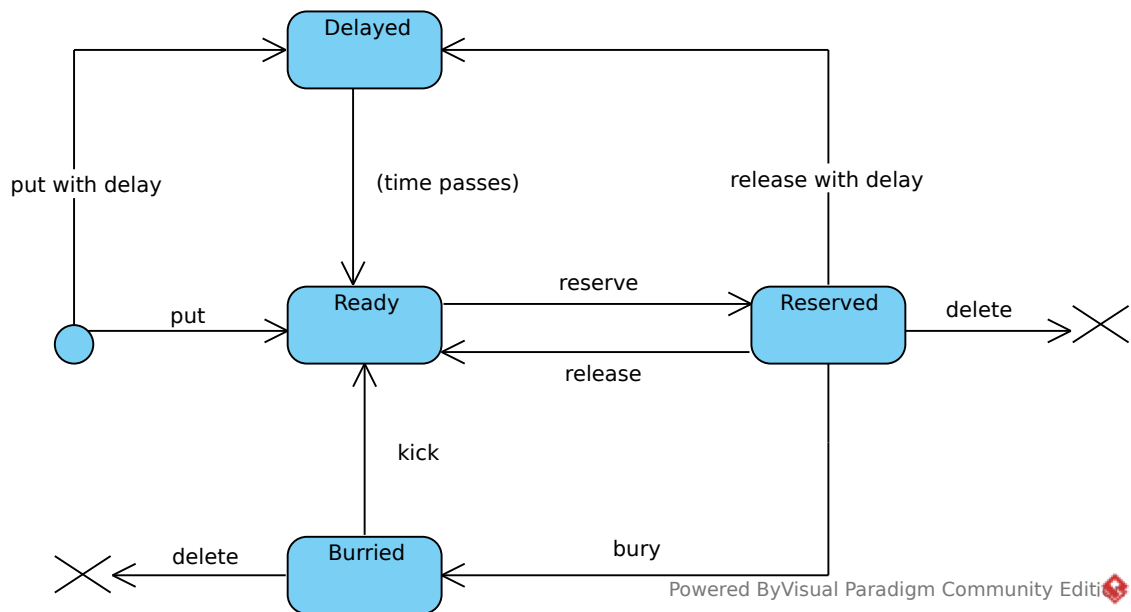 Delayed
put with delay
(time passes)
release with delay
reserve
Ready
Reserved
put
delete
release
kick
Burried
delete
bury
Powered ByVisual Paradigm Community Editi